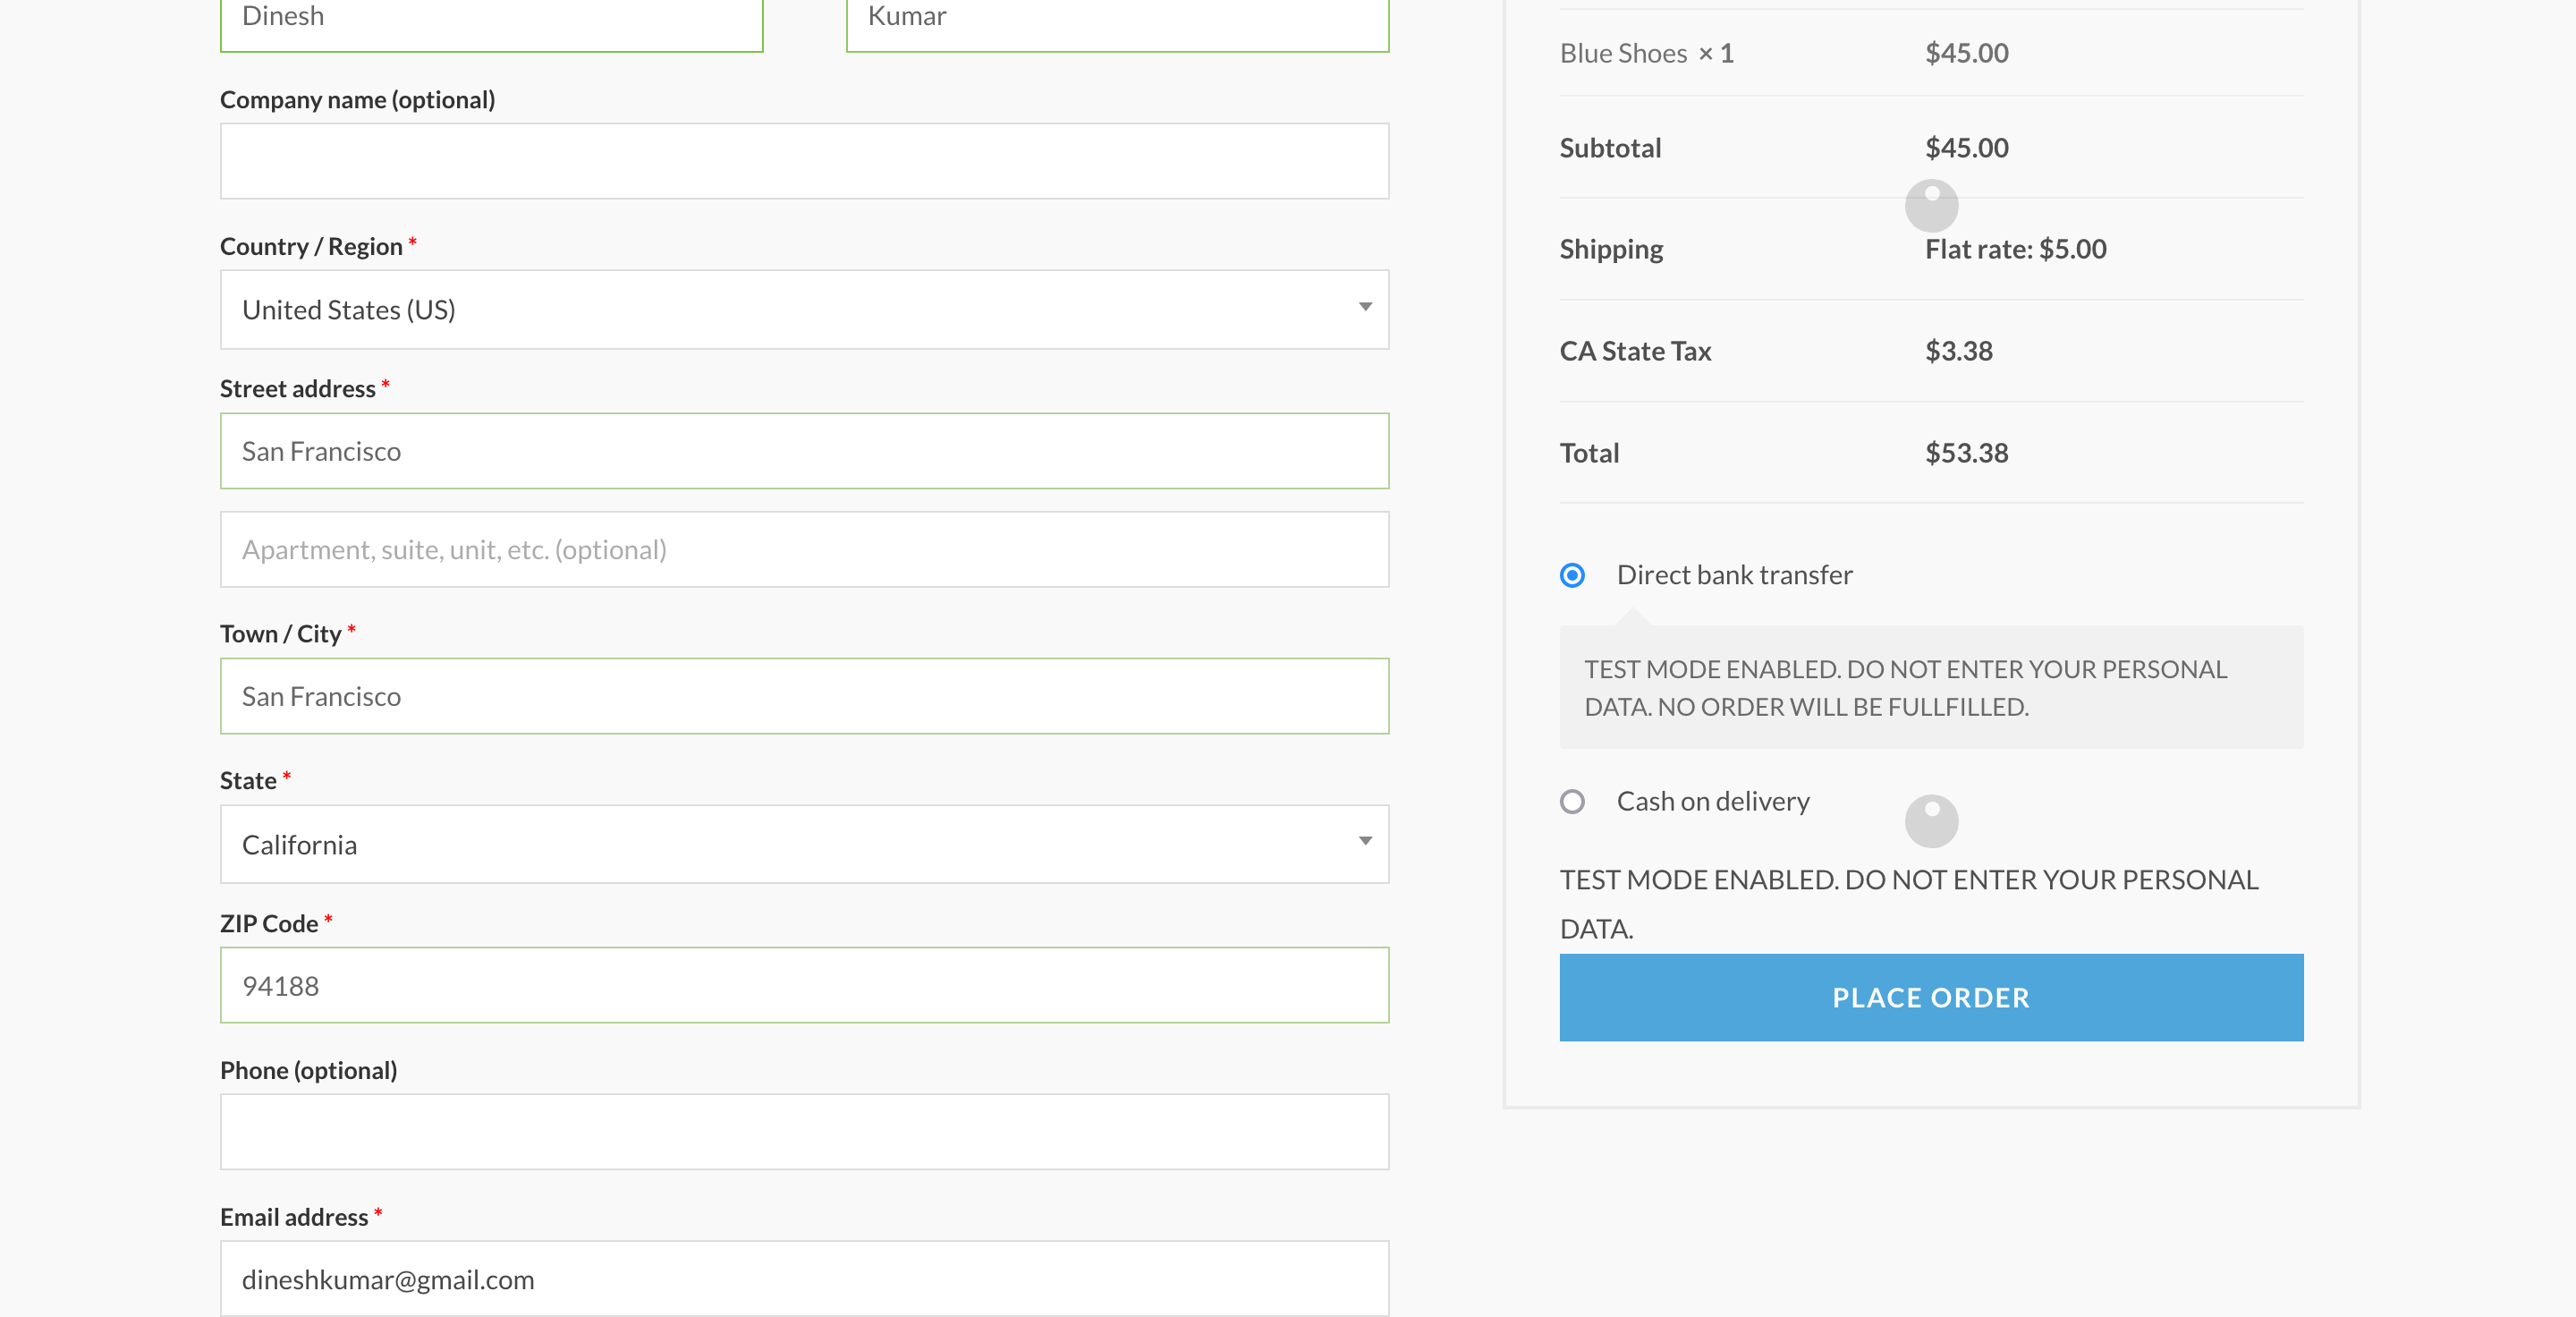 Dinesh
Kumar
Company name (optional)
Country / Region *
United States (US)
Street address *
San Francisco
Apartment, suite, unit, etc. (optional)
Town / City *
San Francisco
State *
California
ZIP Code *
94188
Phone (optional)
Email address *
dineshkumar@gmail.com
Blue Shoes × 1 $45.00
Subtotal $45.00
Shipping Flat rate: $5.00
CA State Tax $3.38
Total $53.38
Direct bank transfer
TEST MODE ENABLED. DO NOT ENTER YOUR PERSONAL
DATA. NO ORDER WILL BE FULLFILLED.
Cash on delivery
TEST MODE ENABLED. DO NOT ENTER YOUR PERSONAL
DATA.
PLACE ORDER